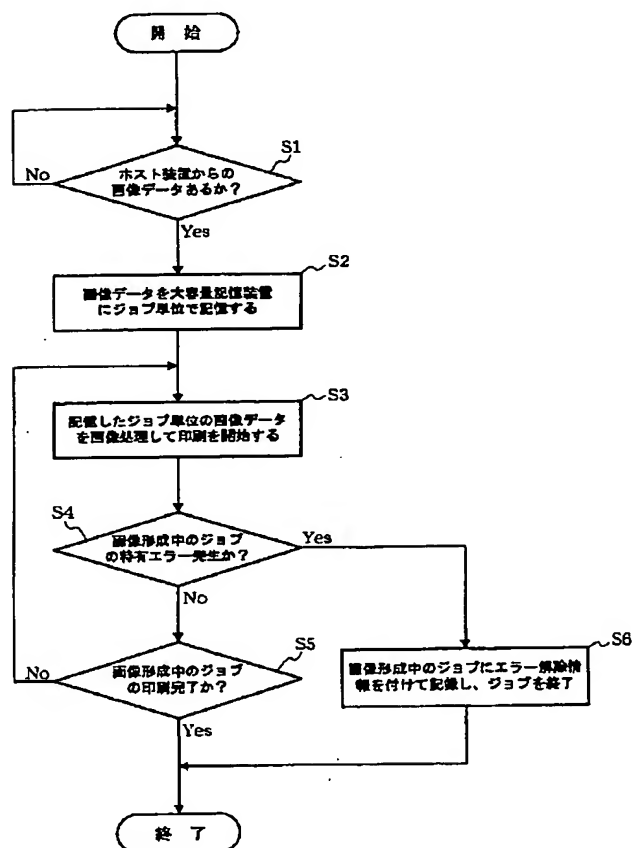 開 始
S1
ホスト装置からの
画像データあるか?
No
Yes
S2
画像データを大容量記憶装置
にジョブ単位で記憶する
S3
記憶したジョブ単位の画像データ
を画像処理して印刷を開始する
S4
画像形成中のジョブ
の特有エラー発生か?
Yes
No
S5
画像形成中のジョブ
の印刷完了か?
No
Yes
S6
画像形成中のジョブにエラー解除情
報を付けて記録し、ジョブを終了
終 了